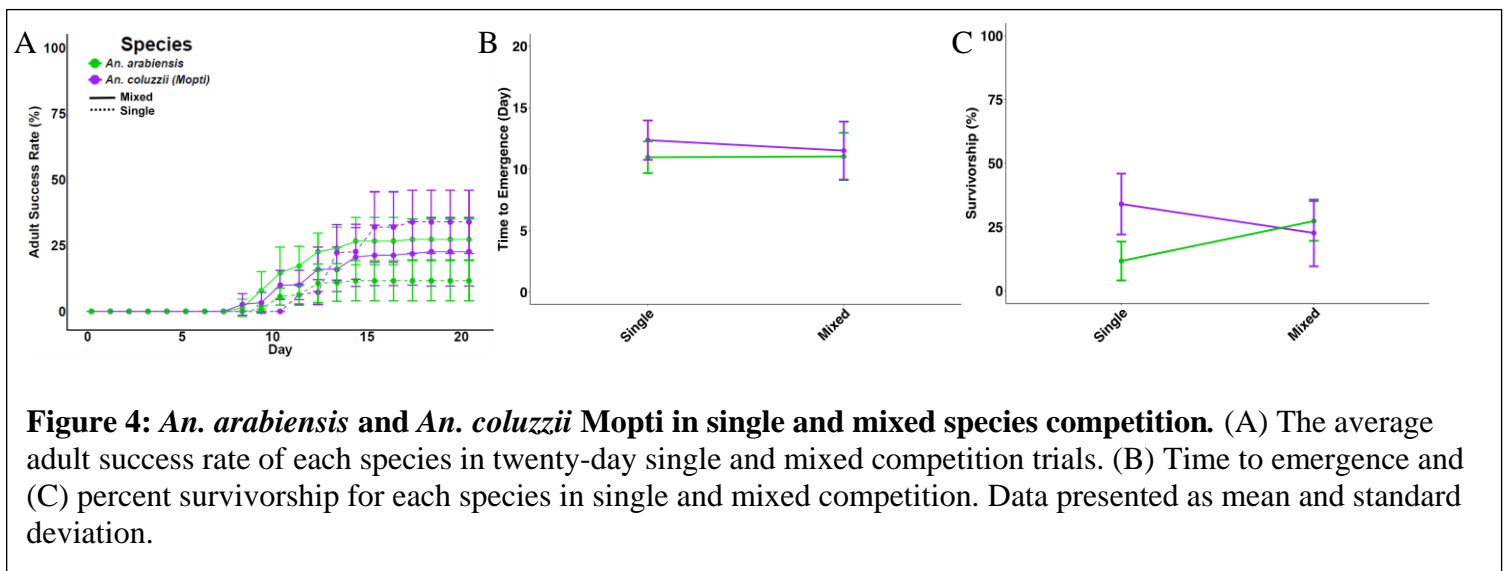 A
Species
An. arabiensis
An. coluzzii (Mopti)
Mixed
Single
Adult Success Rate (%)
100
75
50
25
0
0 5 10 15 20
Day
B
Time to Emergence (Day)
20
15
10
5
0
Single Mixed
C
Survivorship (%)
100
75
50
25
0
Single Mixed
Figure 4: An. arabiensis and An. coluzzii Mopti in single and mixed species competition. (A) The average
adult success rate of each species in twenty-day single and mixed competition trials. (B) Time to emergence and
(C) percent survivorship for each species in single and mixed competition. Data presented as mean and standard
deviation.